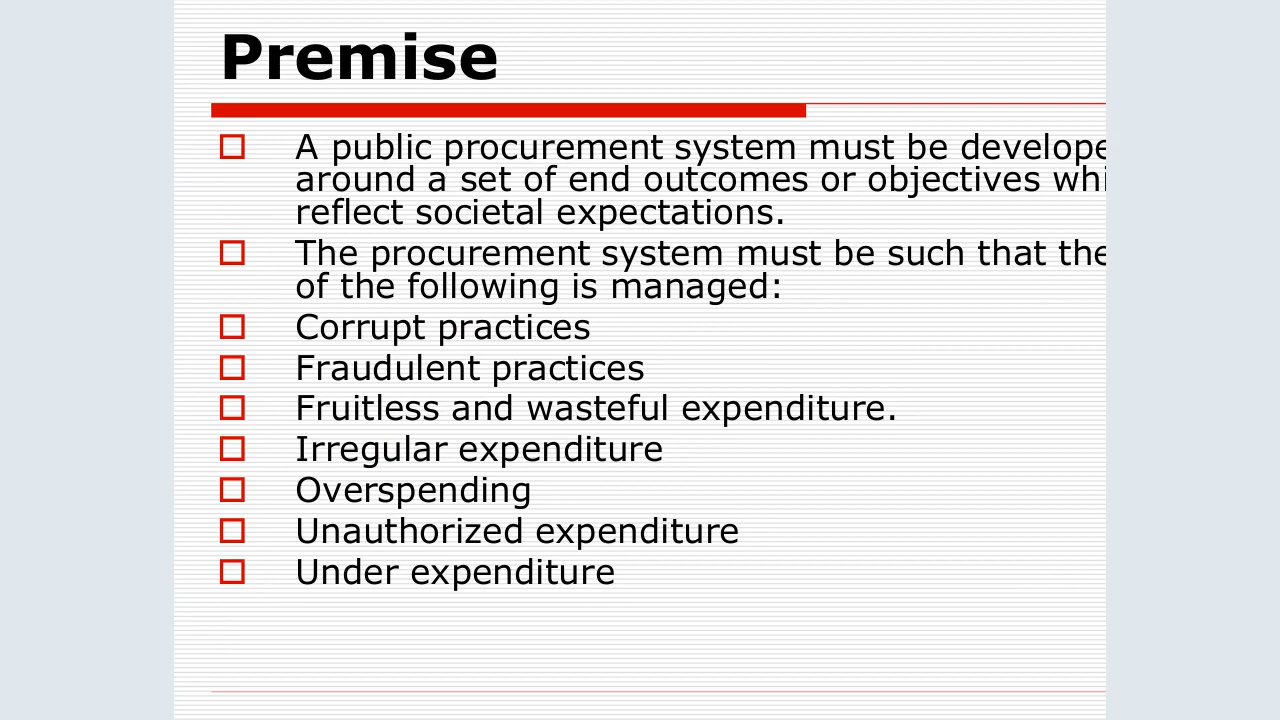 Premise
A public procurement system must be develope
around a set of end outcomes or objectives whi
reflect societal expectations.
The procurement system must be such that the
of the following is managed:
Corrupt practices
Fraudulent practices
Fruitless and wasteful expenditure.
Irregular expenditure
Overspending
Unauthorized expenditure
Under expenditure